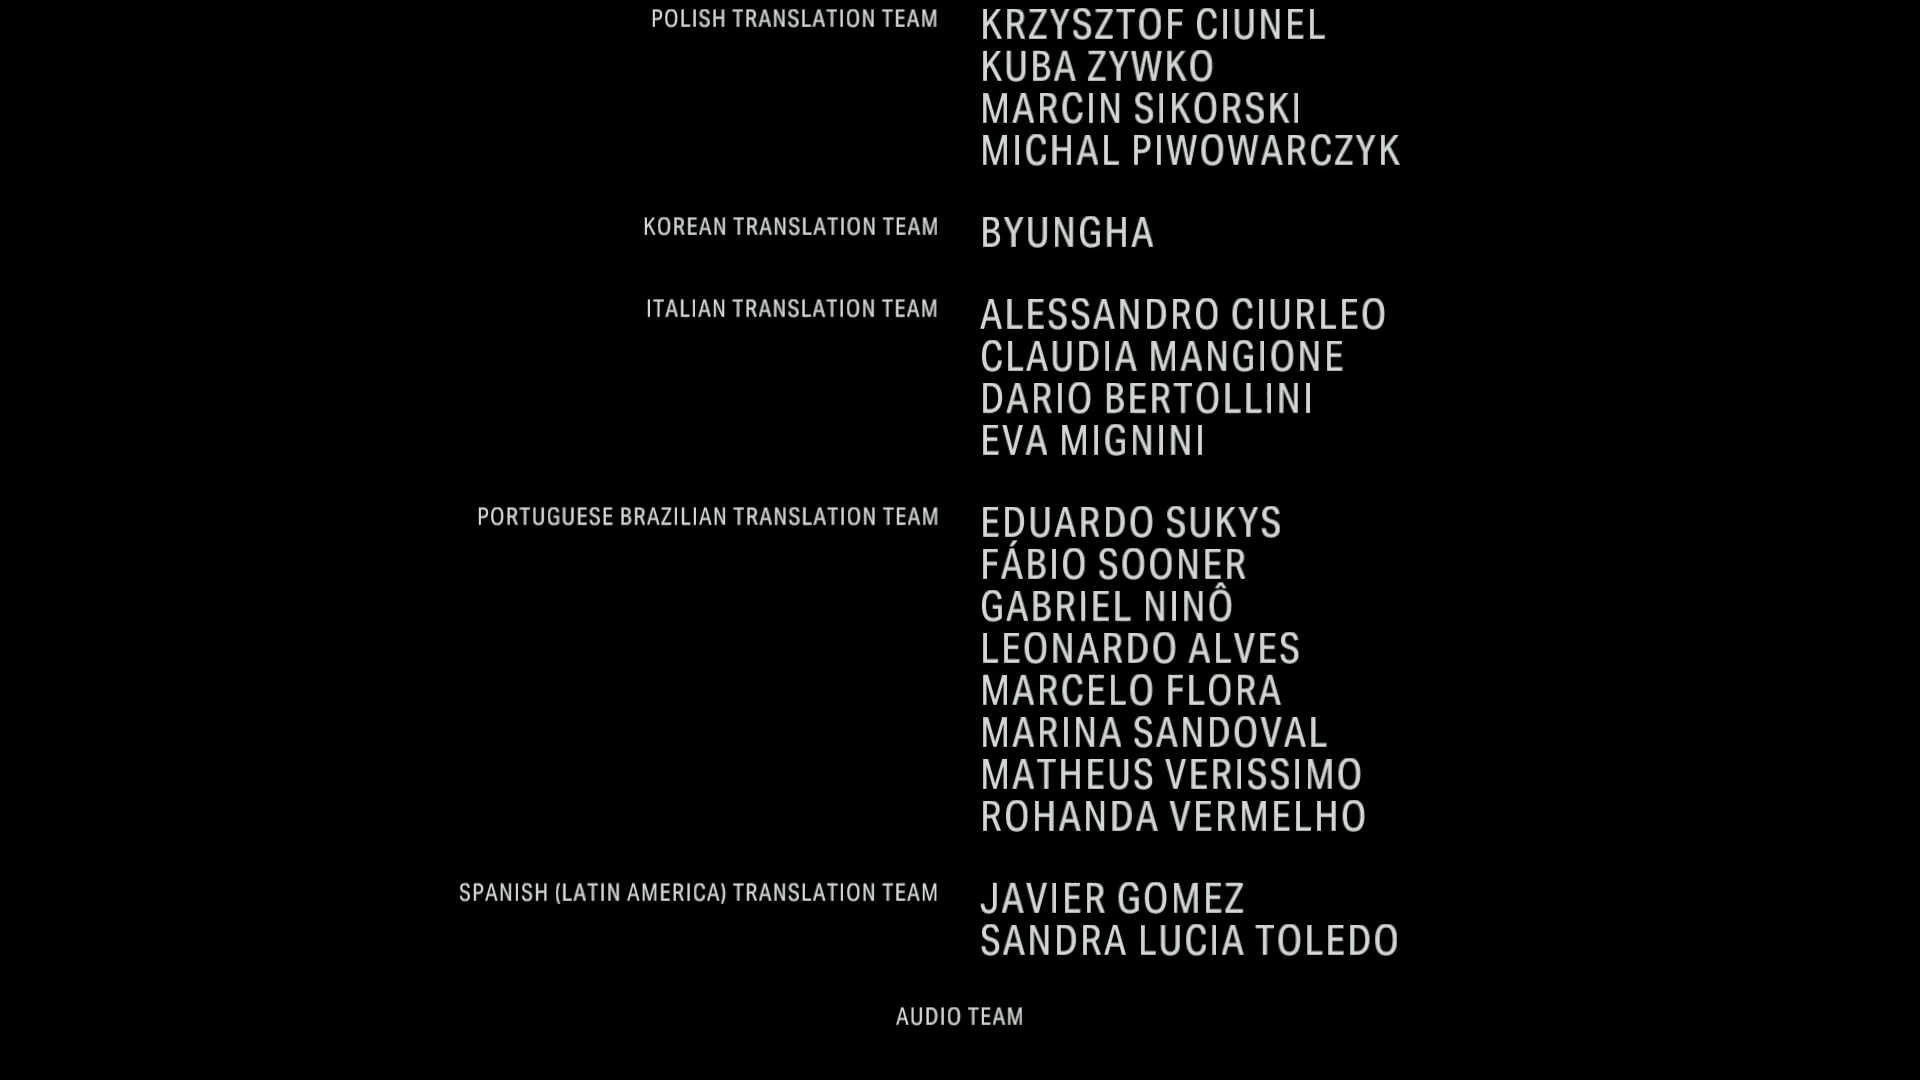 POLISH TRANSLATION TEAM KRZYSZTOF CIUNEL
KUBA ZYWKO
MARCIN SIKORSKI
MICHAL PIWOWARCZYK
KOREAN TRANSLATION TEAM BYUNGHA
ITALIAN TRANSLATION TEAM ALESSANDRO CIURLEO
CLAUDIA MANGIONE
DARIO BERTOLLINI
EVA MIGNINI
PORTUGUESE BRAZILIAN TRANSLATION TEAM EDUARDO SUKYS
FÁBIO SOONER
GABRIEL NINÔ
LEONARDO ALVES
MARCELO FLORA
MARINA SANDOVAL
MATHEUS VERISSIMO
ROHANDA VERMELHO
SPANISH (LATIN AMERICA) TRANSLATION TEAM JAVIER GOMEZ
SANDRA LUCIA TOLEDO
AUDIO TEAM